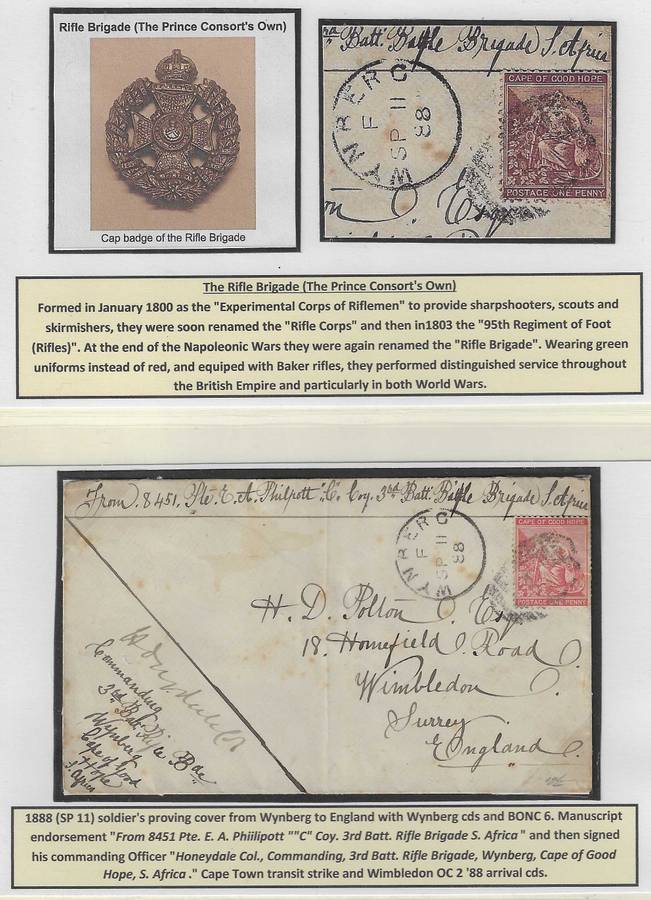 Rifle Brigade (The Prince Consort's Own)
Cap badge of the Rifle Brigade
Batt. Brigade S. Africa
WYNBERG C
F
SP 11
88
CAPE OF GOOD HOPE
POSTAGE ONE PENNY
The Rifle Brigade (The Prince Consort's Own)
Formed in January 1800 as the "Experimental Corps of Riflemen" to provide sharpshooters, scouts and
skirmishers, they were soon renamed the "Rifle Corps" and then in1803 the "95th Regiment of Foot
(Rifles)". At the end of the Napoleonic Wars they were again renamed the "Rifle Brigade". Wearing green
uniforms instead of red, and equiped with Baker rifles, they performed distinguished service throughout
the British Empire and particularly in both World Wars.
From. 8451. Pte. E. A. Philpott "C" Coy. 3rd Batt. Rifle Brigade S. Africa
WYNBERG C
F
SP 11
88
CAPE OF GOOD HOPE
POSTAGE ONE PENNY
H. D. Polton Esq
18. Homefield Road
Wimbledon
Surrey
England
Commanding
3rd Batt. Rifle Bde
Wynberg
Cape of Good
Hope
S. Africa
1888 (SP 11) soldier's proving cover from Wynberg to England with Wynberg cds and BONC 6. Manuscript
endorsement "From 8451 Pte. E. A. Phiilipott ""C" Coy. 3rd Batt. Rifle Brigade S. Africa " and then signed
his commanding Officer "Honeydale Col., Commanding, 3rd Batt. Rifle Brigade, Wynberg, Cape of Good
Hope, S. Africa ." Cape Town transit strike and Wimbledon OC 2 '88 arrival cds.